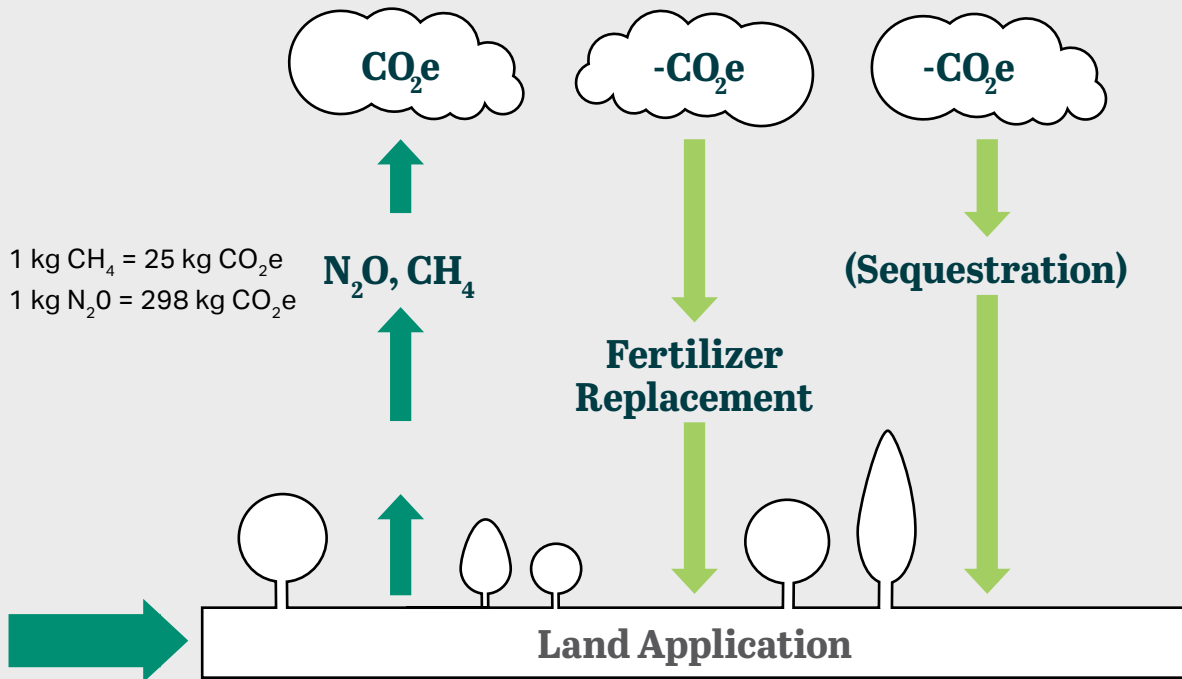 CO₂e
-CO₂e
-CO₂e
1 kg CH₄ = 25 kg CO₂e
1 kg N₂0 = 298 kg CO₂e
N₂O, CH₄
(Sequestration)
Fertilizer
Replacement
Land Application